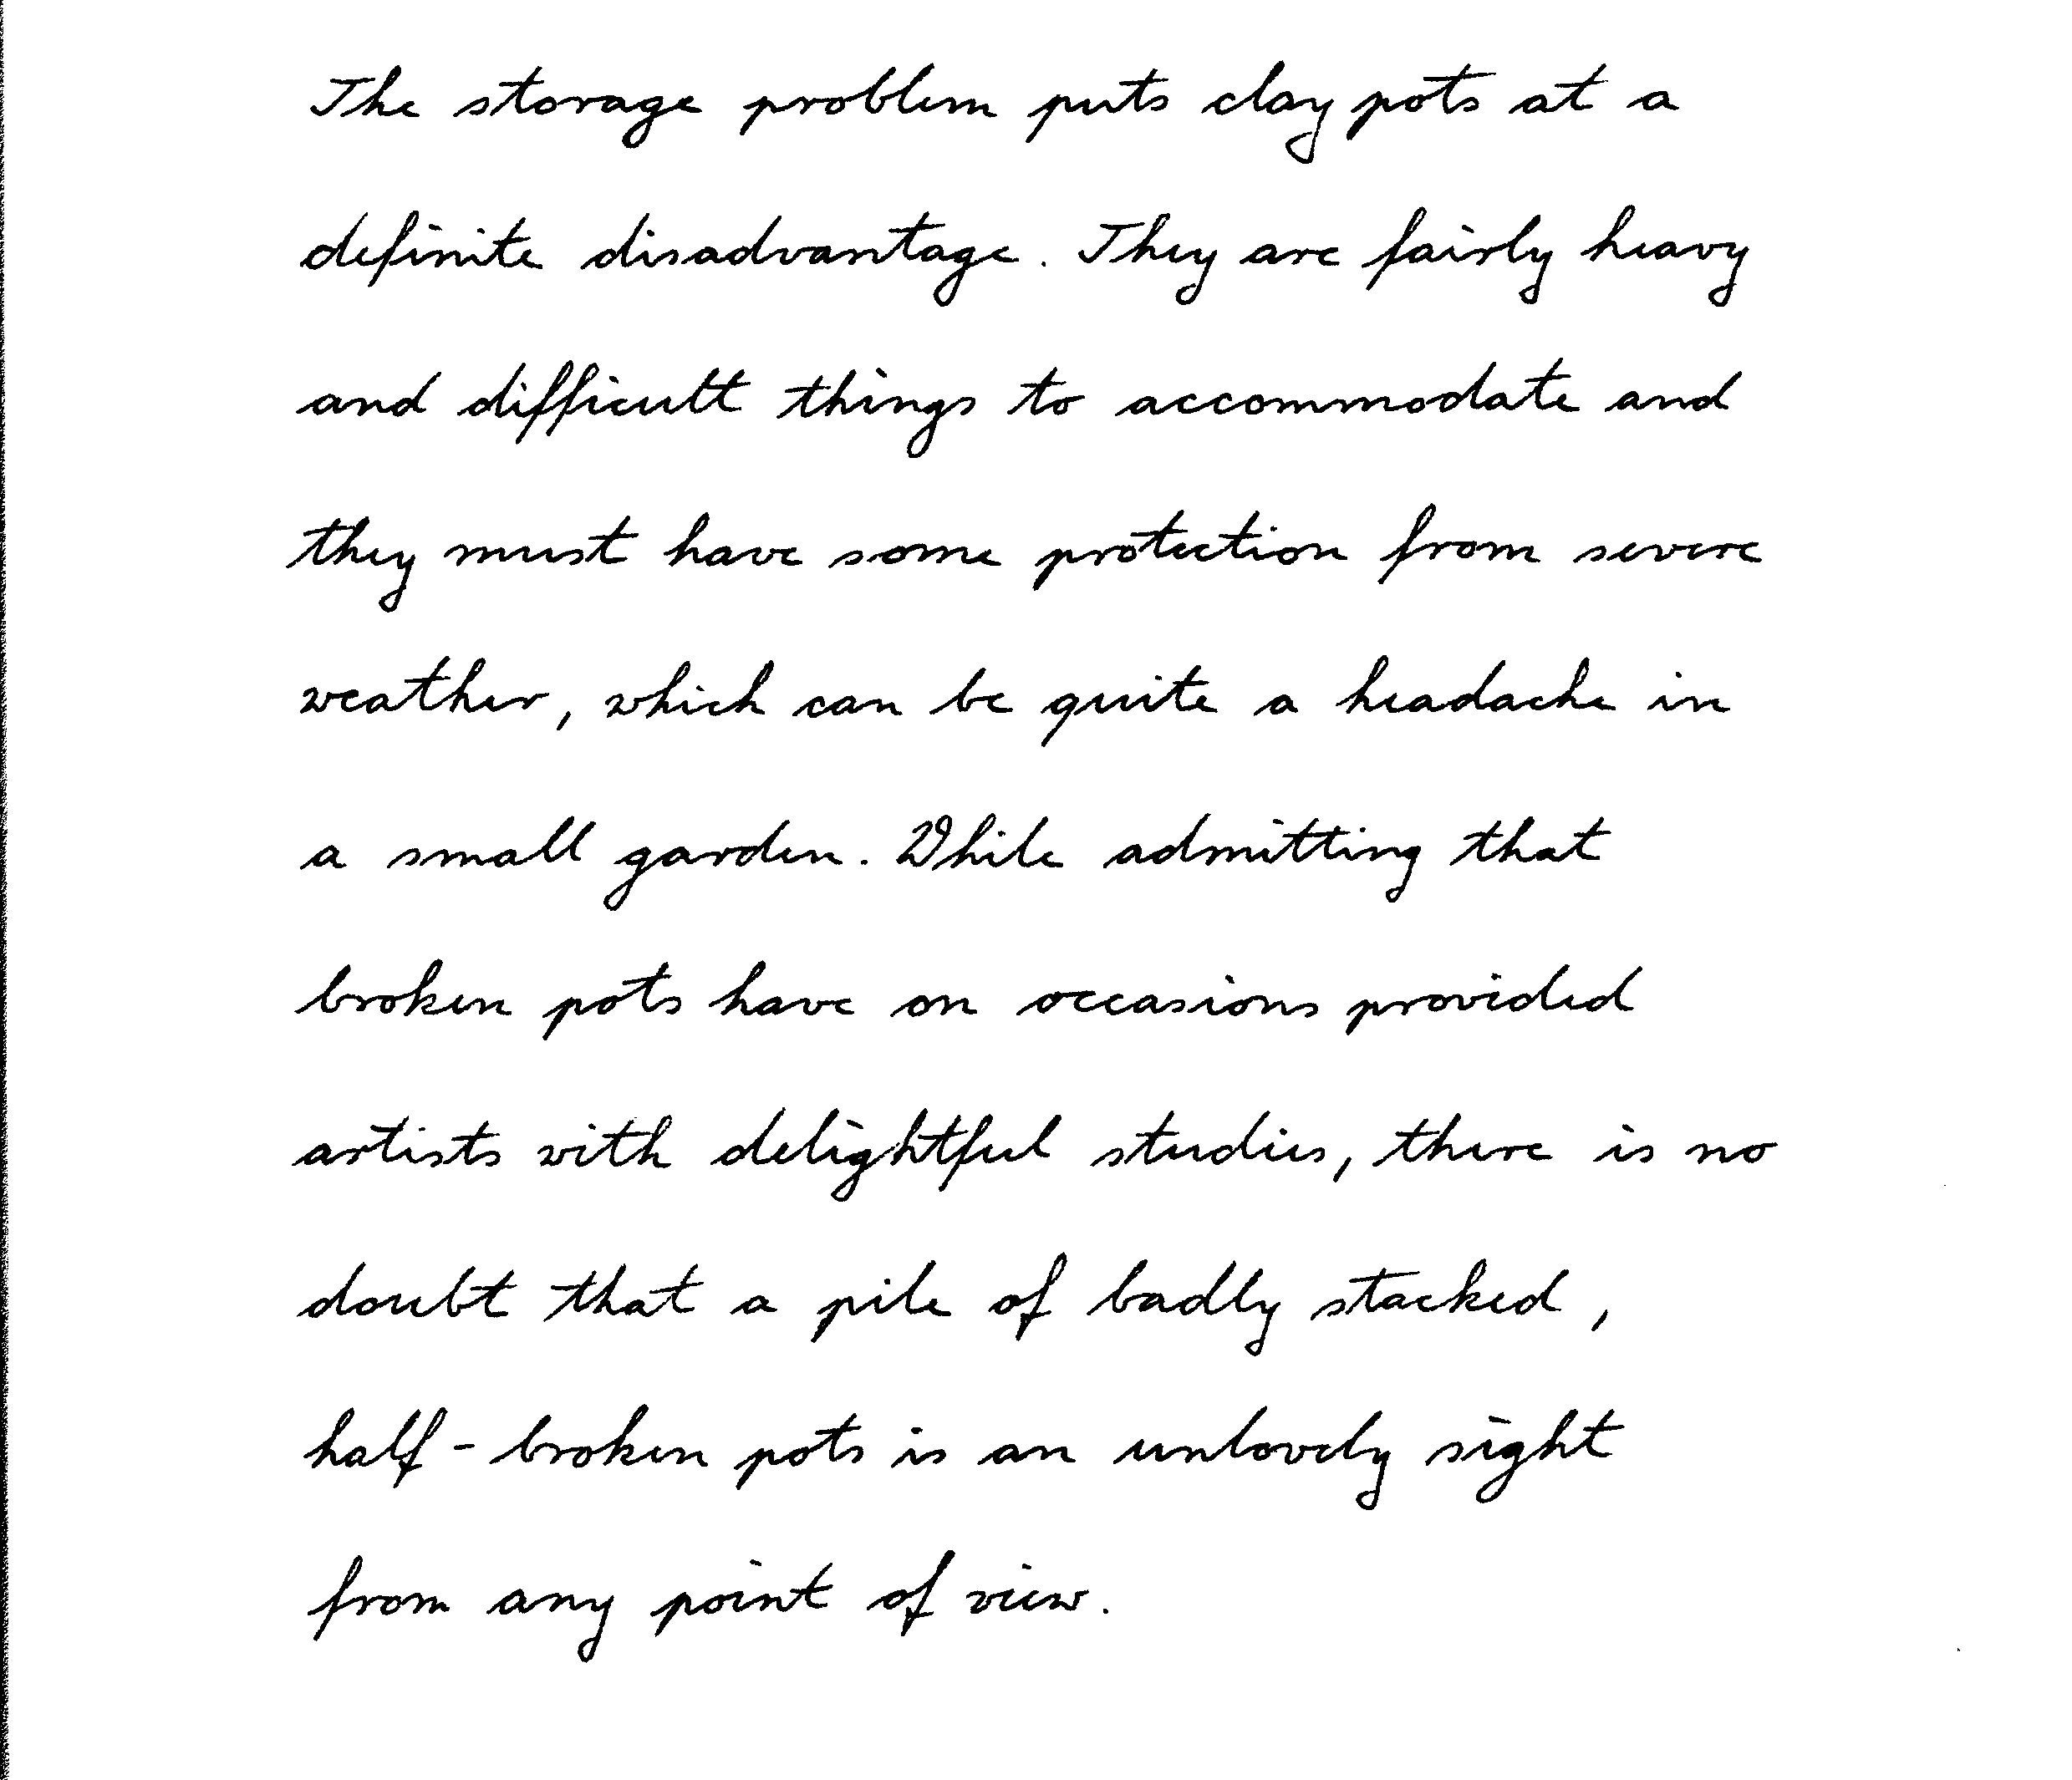 The storage problem puts clay pots at a
definite disadvantage. They are fairly heavy
and difficult things to accommodate and
they must have some protection from severe
weather, which can be quite a headache in
a small garden. While admitting that
broken pots have on occasions provided
artists with delightful studies, there is no
doubt that a pile of badly stacked,
half-broken pots is an unlovely sight
from any point of view.